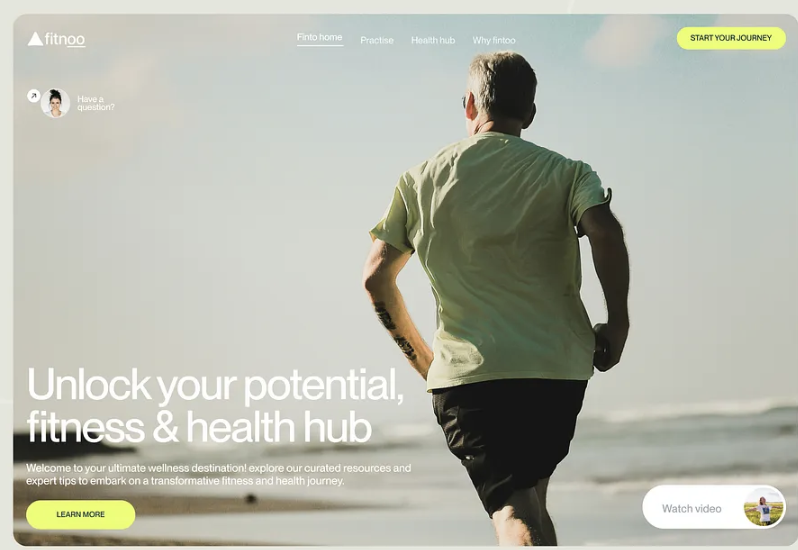 fitnoo
Finto home
Practise
Health hub
Why fintoo
START YOUR JOURNEY
Have a
question?
Unlock your potential,
fitness & health hub
Welcome to your ultimate wellness destination! explore our curated resources and
expert tips to embark on a transformative fitness and health journey.
LEARN MORE
Watch video